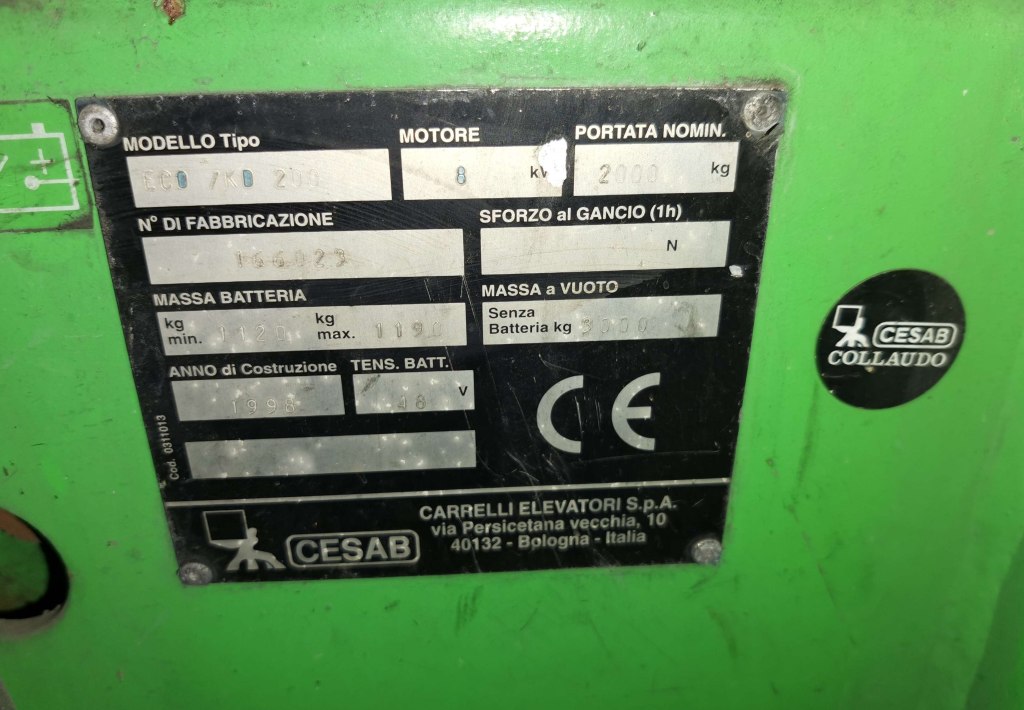 MODELLO Tipo
MOTORE
PORTATA NOMIN.
ECO /KD 200
8 kW
2000 kg
N° DI FABBRICAZIONE
SFORZO al GANCIO (1h)
166023
N
MASSA BATTERIA
MASSA a VUOTO
kg min. 1120
kg max. 1190
Senza
Batteria kg 3000
ANNO di Costruzione
TENS. BATT.
1998
48 V
CE
Cod. 0311013
CESAB
CARRELLI ELEVATORI S.p.A.
via Persicetana vecchia, 10
40132 - Bologna - Italia
CESAB
COLLAUDO